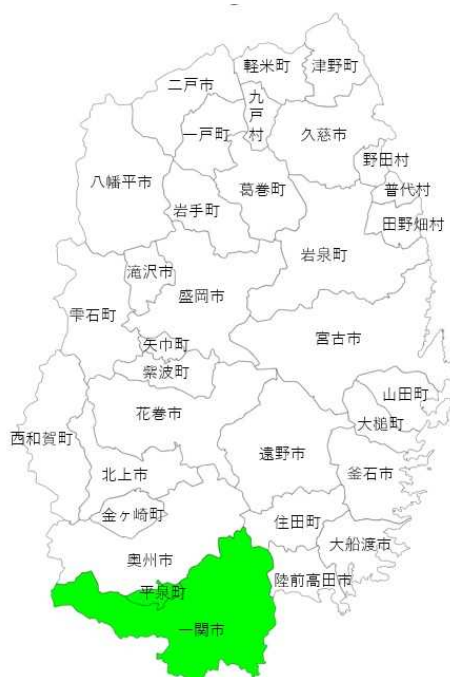 軽米町
津野町
二戸市
九戸村
一戸町
久慈市
野田村
八幡平市
葛巻町
普代村
岩手町
田野畑村
岩泉町
滝沢市
盛岡市
雫石町
宮古市
矢巾町
紫波町
山田町
花巻市
大槌町
西和賀町
遠野市
北上市
釜石市
金ヶ崎町
住田町
大船渡市
奥州市
陸前高田市
平泉町
一関市